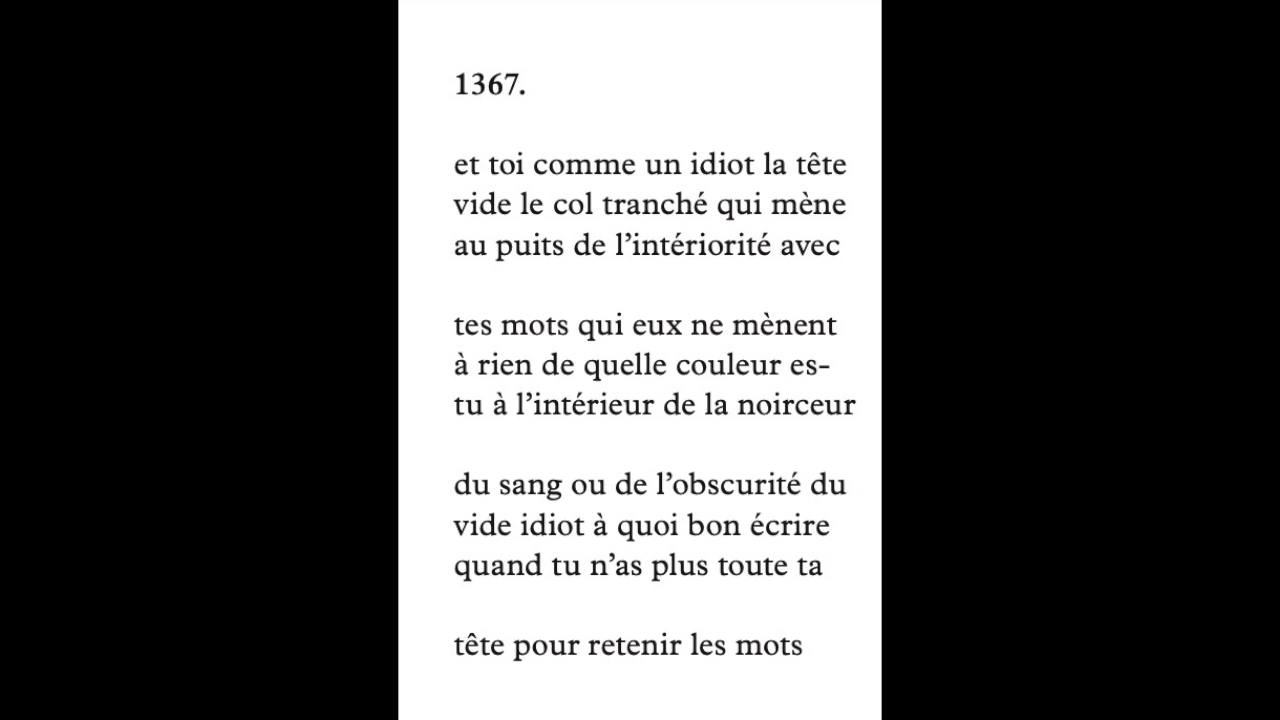 1367.
et toi comme un idiot la tête
vide le col tranché qui mène
au puits de l’intériorité avec
tes mots qui eux ne mènent
à rien de quelle couleur es-
tu à l’intérieur de la noirceur
du sang ou de l’obscurité du
vide idiot à quoi bon écrire
quand tu n’as plus toute ta
tête pour retenir les mots